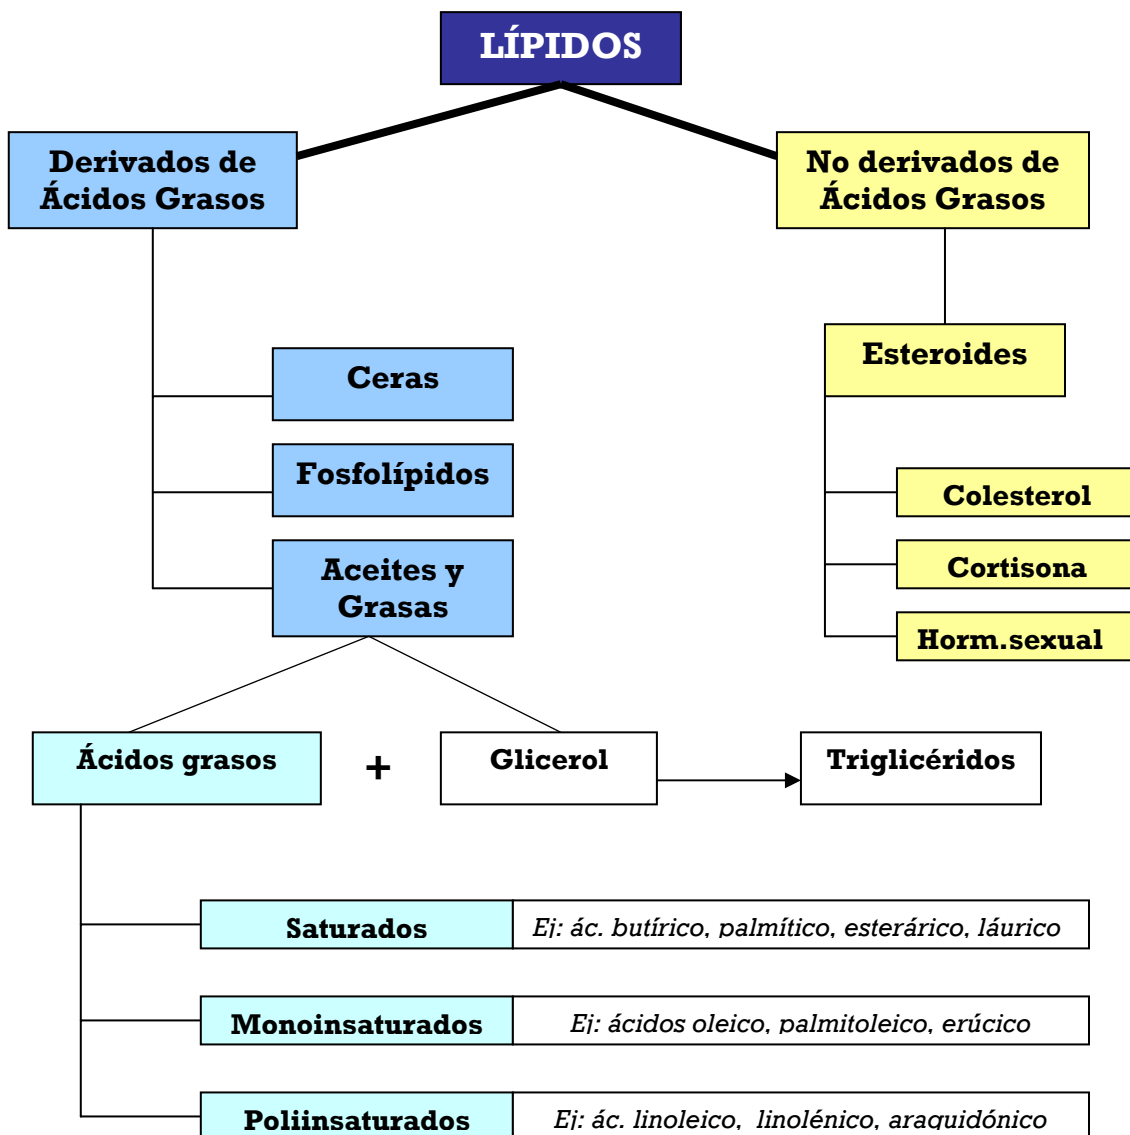 LÍPIDOS
Derivados de
Ácidos Grasos
No derivados de
Ácidos Grasos
Esteroides
Ceras
Fosfolípidos
Colesterol
Aceites y
Grasas
Cortisona
Horm.sexual
Ácidos grasos
+
Glicerol
Triglicéridos
Saturados
Ej: ác. butírico, palmítico, esterárico, láurico
Monoinsaturados
Ej: ácidos oleico, palmitoleico, erúcico
Poliinsaturados
Ej: ác. linoleico, linolénico, araquidónico